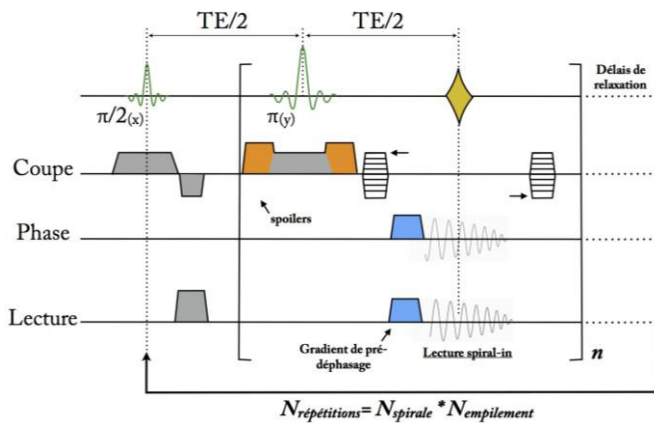 TE/2 TE/2
π/2(x)
π(y)
Délais de
relaxation
Coupe
spoilers
Phase
Lecture
Gradient de pré-
déphasage
Lecture spiral-in
n
Nrépétitions= Nspirale * Nempilement